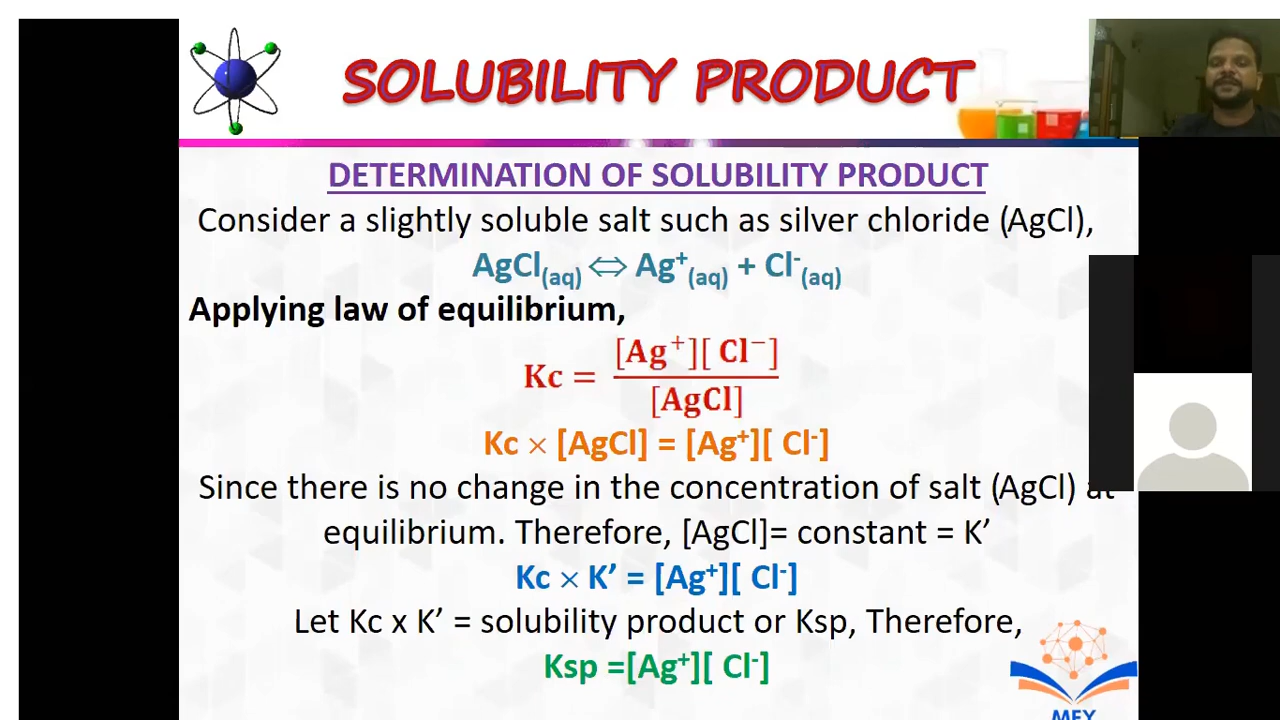 SOLUBILITY PRODUCT
DETERMINATION OF SOLUBILITY PRODUCT
Consider a slightly soluble salt such as silver chloride (AgCl),
AgCl(aq) ⇔ Ag⁺(aq) + Cl⁻(aq)
Applying law of equilibrium,
Kc = [Ag⁺][ Cl⁻] / [AgCl]
Kc × [AgCl] = [Ag⁺][ Cl⁻]
Since there is no change in the concentration of salt (AgCl) at
equilibrium. Therefore, [AgCl]= constant = K’
Kc × K’ = [Ag⁺][ Cl⁻]
Let Kc x K’ = solubility product or Ksp, Therefore,
Ksp =[Ag⁺][ Cl⁻]